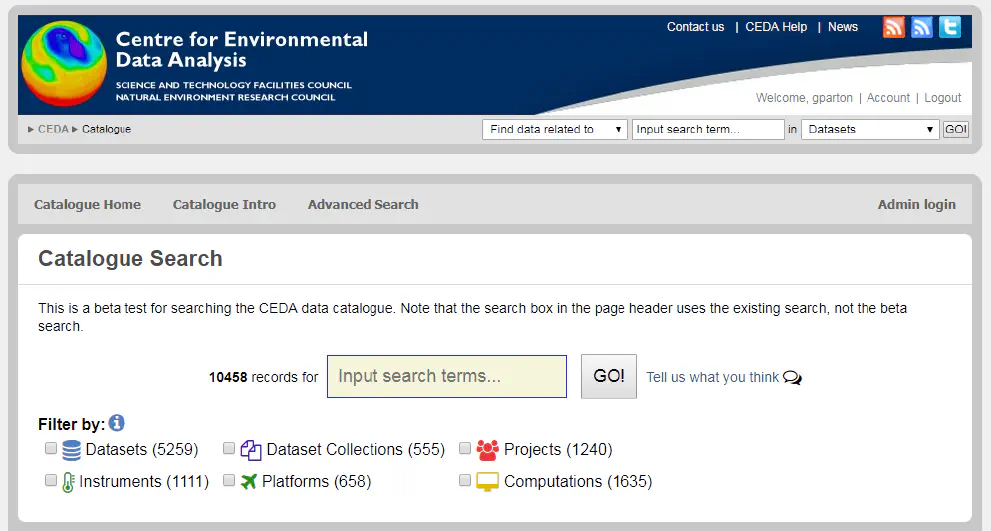 Centre for Environmental
Data Analysis
SCIENCE AND TECHNOLOGY FACILITIES COUNCIL
NATURAL ENVIRONMENT RESEARCH COUNCIL
Contact us | CEDA Help | News
Welcome, gparton | Account | Logout
CEDA Catalogue
Find data related to Input search term... in Datasets GO!
Catalogue Home Catalogue Intro Advanced Search Admin login
Catalogue Search
This is a beta test for searching the CEDA data catalogue. Note that the search box in the page header uses the existing search, not the beta
search.
10458 records for Input search terms... GO! Tell us what you think
Filter by:
Datasets (5259) Dataset Collections (555) Projects (1240)
Instruments (1111) Platforms (658) Computations (1635)